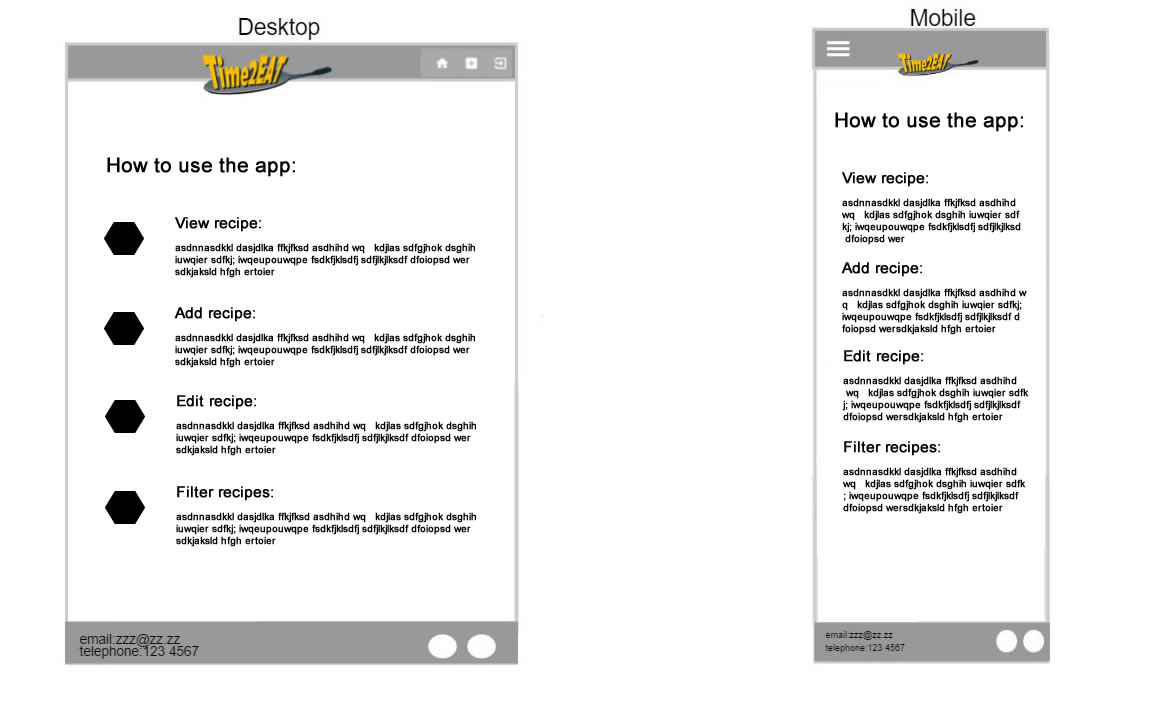 Desktop
Time2EAT
How to use the app:
View recipe:
asdnnasdkkl dasjdlka ffkjfksd asdhihd wq kdjlas sdfgjhok dsghih
iuwqier sdfkj; iwqeupouwqpe fsdkfjklsdfj sdfjlkjlksdf dfoiopsd wer
sdkjaksld hfgh ertoier
Add recipe:
asdnnasdkkl dasjdlka ffkjfksd asdhihd wq kdjlas sdfgjhok dsghih
iuwqier sdfkj; iwqeupouwqpe fsdkfjklsdfj sdfjlkjlksdf dfoiopsd wer
sdkjaksld hfgh ertoier
Edit recipe:
asdnnasdkkl dasjdlka ffkjfksd asdhihd wq kdjlas sdfgjhok dsghih
iuwqier sdfkj; iwqeupouwqpe fsdkfjklsdfj sdfjlkjlksdf dfoiopsd wer
sdkjaksld hfgh ertoier
Filter recipes:
asdnnasdkkl dasjdlka ffkjfksd asdhihd wq kdjlas sdfgjhok dsghih
iuwqier sdfkj; iwqeupouwqpe fsdkfjklsdfj sdfjlkjlksdf dfoiopsd wer
sdkjaksld hfgh ertoier
email:zzz@zz.zz
telephone:123 4567
Mobile
Time2EAT
How to use the app:
View recipe:
asdnnasdkkl dasjdlka ffkjfksd asdhihd
wq kdjlas sdfgjhok dsghih iuwqier sdf
kj; iwqeupouwqpe fsdkfjklsdfj sdfjlkjlksd
dfoiopsd wer
Add recipe:
asdnnasdkkl dasjdlka ffkjfksd asdhihd w
q kdjlas sdfgjhok dsghih iuwqier sdfkj;
iwqeupouwqpe fsdkfjklsdfj sdfjlkjlksdf d
foiopsd wersdkjaksld hfgh ertoier
Edit recipe:
asdnnasdkkl dasjdlka ffkjfksd asdhihd
wq kdjlas sdfgjhok dsghih iuwqier sdfk
j; iwqeupouwqpe fsdkfjklsdfj sdfjlkjlksdf
dfoiopsd wersdkjaksld hfgh ertoier
Filter recipes:
asdnnasdkkl dasjdlka ffkjfksd asdhihd
wq kdjlas sdfgjhok dsghih iuwqier sdfk
; iwqeupouwqpe fsdkfjklsdfj sdfjlkjlksdf
dfoiopsd wersdkjaksld hfgh ertoier
email:zzz@zz.zz
telephone:123 4567